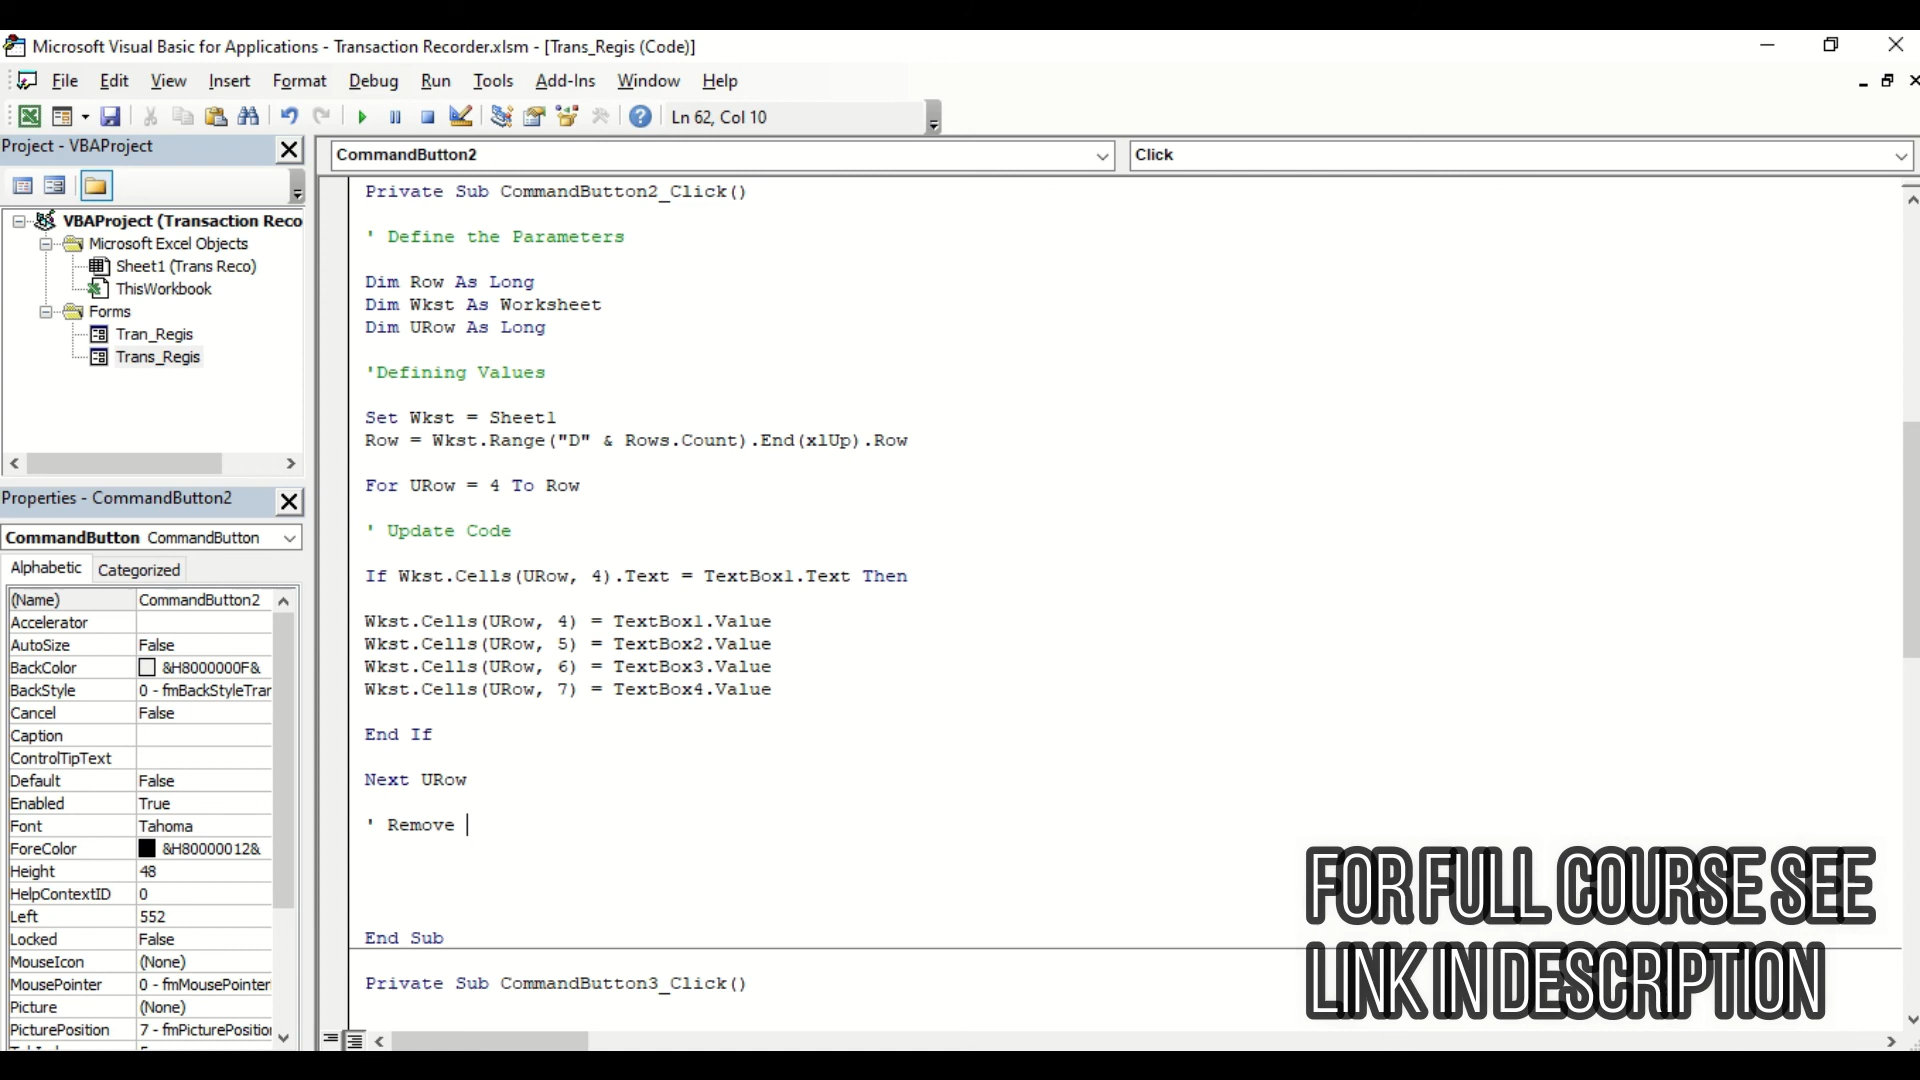 Microsoft Visual Basic for Applications - Transaction Recorder.xlsm - [Trans_Regis (Code)]
File Edit View Insert Format Debug Run Tools Add-Ins Window Help
Ln 62, Col 10
Project - VBAProject
VBAProject (Transaction Reco
Microsoft Excel Objects
Sheet1 (Trans Reco)
ThisWorkbook
Forms
Tran_Regis
Trans_Regis
Properties - CommandButton2
CommandButton CommandButton
Alphabetic Categorized
(Name) CommandButton2
Accelerator
AutoSize False
BackColor &H8000000F&
BackStyle 0 - fmBackStyleTrar
Cancel False
Caption
ControlTipText
Default False
Enabled True
Font Tahoma
ForeColor &H80000012&
Height 48
HelpContextID 0
Left 552
Locked False
MouseIcon (None)
MousePointer 0 - fmMousePointer
Picture (None)
PicturePosition 7 - fmPicturePosition
CommandButton2 Click
Private Sub CommandButton2_Click()
' Define the Parameters
Dim Row As Long
Dim Wkst As Worksheet
Dim URow As Long
'Defining Values
Set Wkst = Sheet1
Row = Wkst.Range("D" & Rows.Count).End(xlUp).Row
For URow = 4 To Row
' Update Code
If Wkst.Cells(URow, 4).Text = TextBox1.Text Then
Wkst.Cells(URow, 4) = TextBox1.Value
Wkst.Cells(URow, 5) = TextBox2.Value
Wkst.Cells(URow, 6) = TextBox3.Value
Wkst.Cells(URow, 7) = TextBox4.Value
End If
Next URow
' Remove
End Sub
Private Sub CommandButton3_Click()
FOR FULL COURSE SEE
LINK IN DESCRIPTION